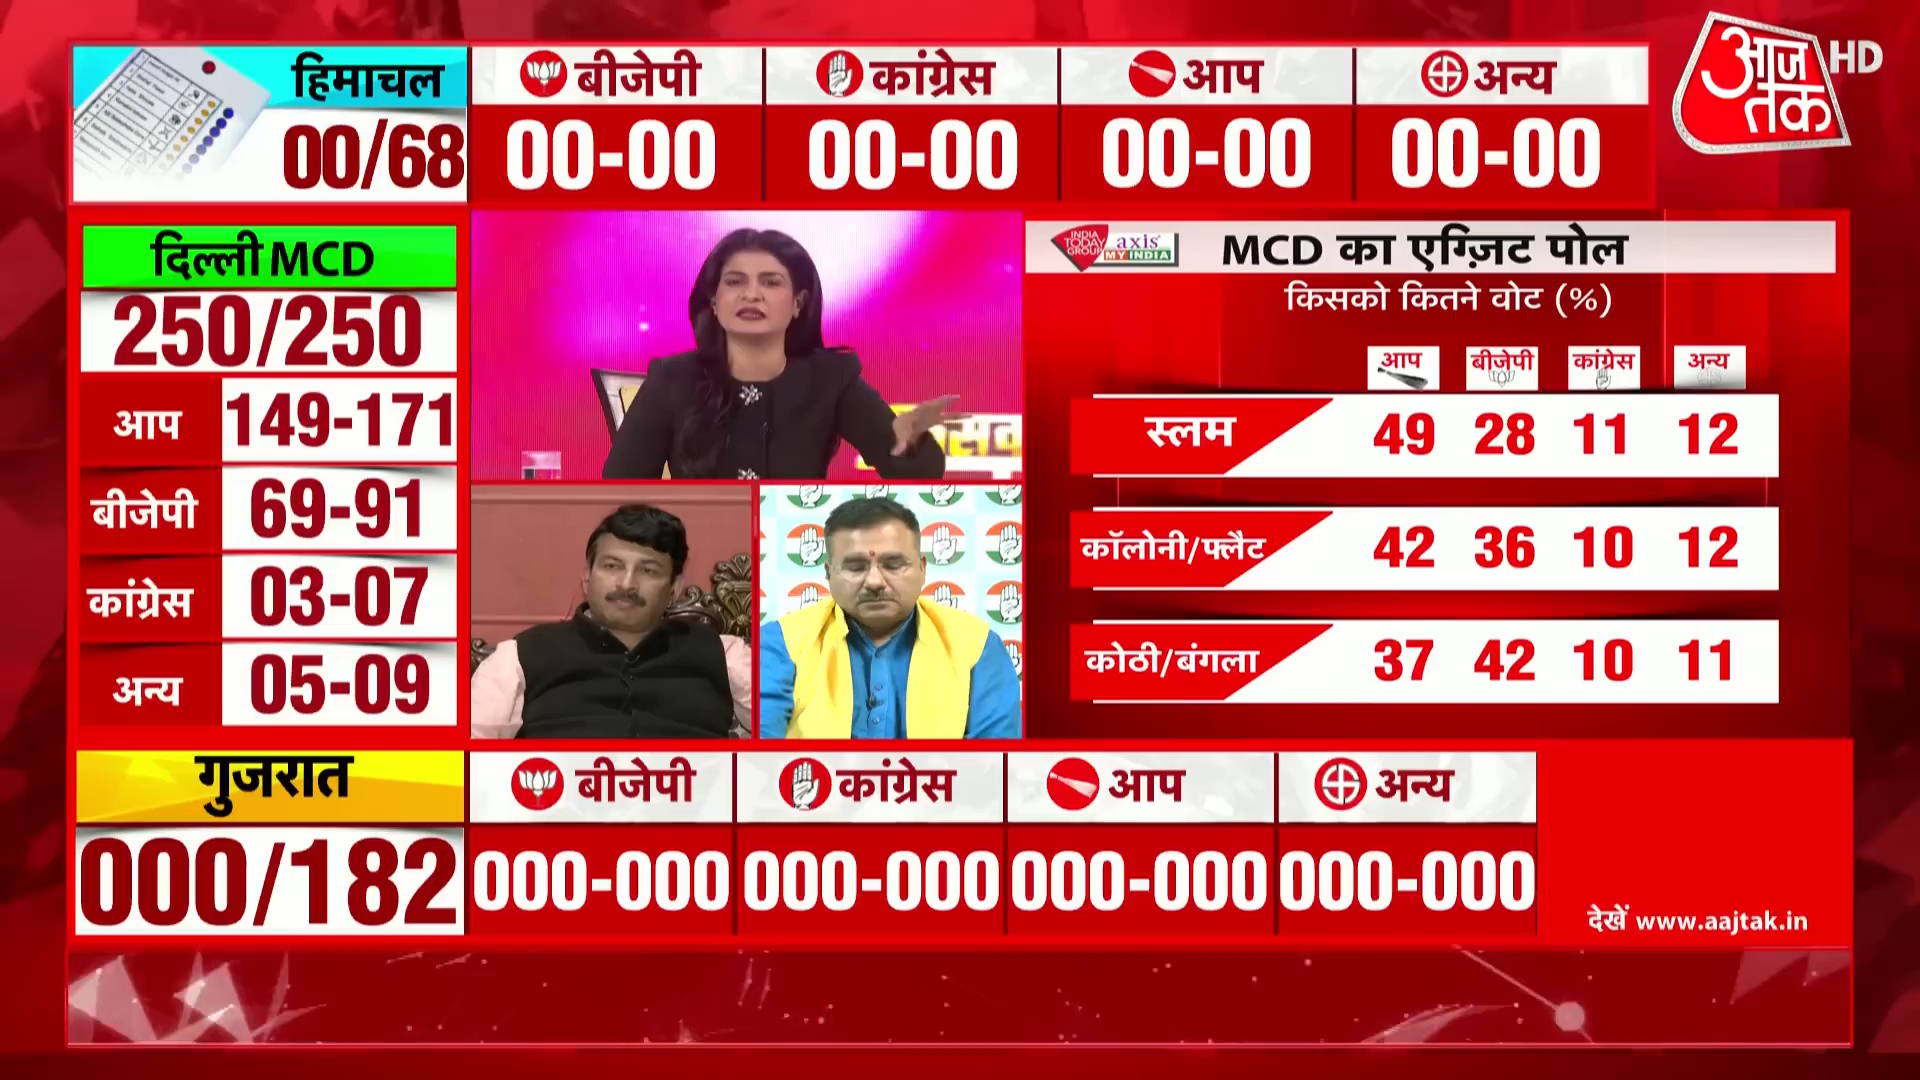 हिमाचल
00/68
बीजेपी
00-00
कांग्रेस
00-00
आप
00-00
अन्य
00-00
आज तक HD
दिल्ली MCD
250/250
आप 149-171
बीजेपी 69-91
कांग्रेस 03-07
अन्य 05-09
INDIA TODAY GROUP
axis MY INDIA
MCD का एग्ज़िट पोल
किसको कितने वोट (%)
आप बीजेपी कांग्रेस अन्य
स्लम 49 28 11 12
कॉलोनी/फ्लैट 42 36 10 12
कोठी/बंगला 37 42 10 11
गुजरात
000/182
बीजेपी
000-000
कांग्रेस
000-000
आप
000-000
अन्य
000-000
देखें www.aajtak.in